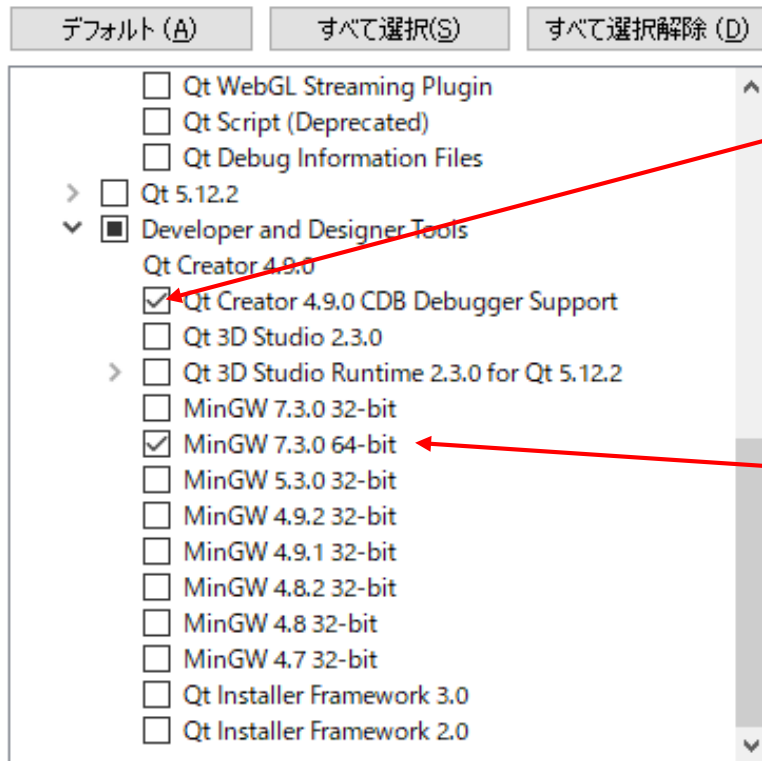 デフォルト (A) すべて選択(S) すべて選択解除 (D)
Qt WebGL Streaming Plugin
Qt Script (Deprecated)
Qt Debug Information Files
Qt 5.12.2
Developer and Designer Tools
Qt Creator 4.9.0
Qt Creator 4.9.0 CDB Debugger Support
Qt 3D Studio 2.3.0
Qt 3D Studio Runtime 2.3.0 for Qt 5.12.2
MinGW 7.3.0 32-bit
MinGW 7.3.0 64-bit
MinGW 5.3.0 32-bit
MinGW 4.9.2 32-bit
MinGW 4.9.1 32-bit
MinGW 4.8.2 32-bit
MinGW 4.8 32-bit
MinGW 4.7 32-bit
Qt Installer Framework 3.0
Qt Installer Framework 2.0